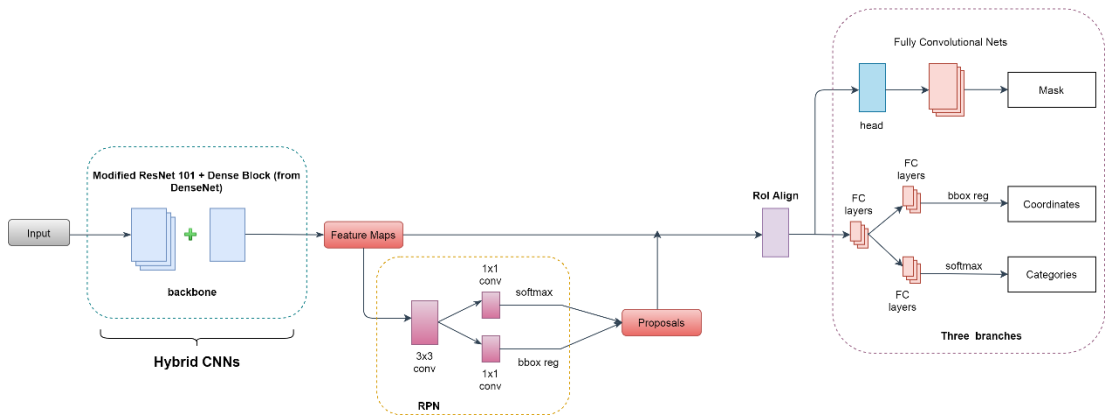 Fully Convolutional Nets
Mask
head
Modified ResNet 101 + Dense Block (from
DenseNet)
RoI Align
FC
layers
bbox reg
Coordinates
FC
layers
Input
Feature Maps
1x1
conv
softmax
softmax
Categories
backbone
Proposals
FC
layers
Three branches
Hybrid CNNs
3x3
conv
bbox reg
1x1
conv
RPN